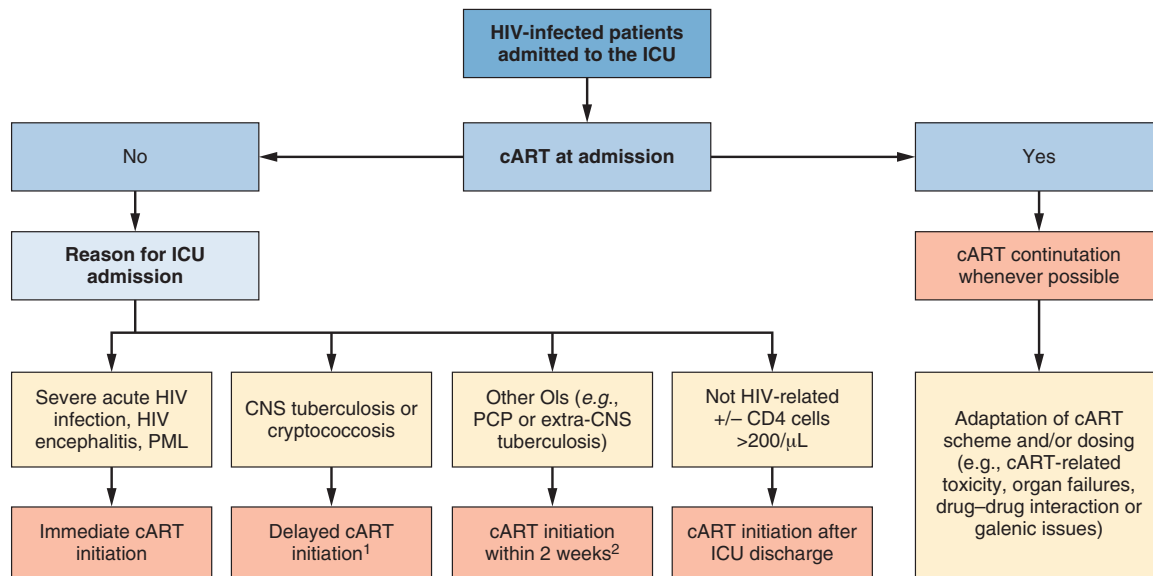 HIV-infected patients
admitted to the ICU
No
cART at admission
Yes
Reason for ICU
admission
cART continutation
whenever possible
Severe acute HIV
infection, HIV
encephalitis, PML
CNS tuberculosis or
cryptococcosis
Other OIs (e.g.,
PCP or extra-CNS
tuberculosis)
Not HIV-related
+/– CD4 cells
>200/μL
Adaptation of cART
scheme and/or dosing
(e.g., cART-related
toxicity, organ failures,
drug–drug interaction or
galenic issues)
Immediate cART
initiation
Delayed cART
initiation¹
cART initiation
within 2 weeks²
cART initiation after
ICU discharge